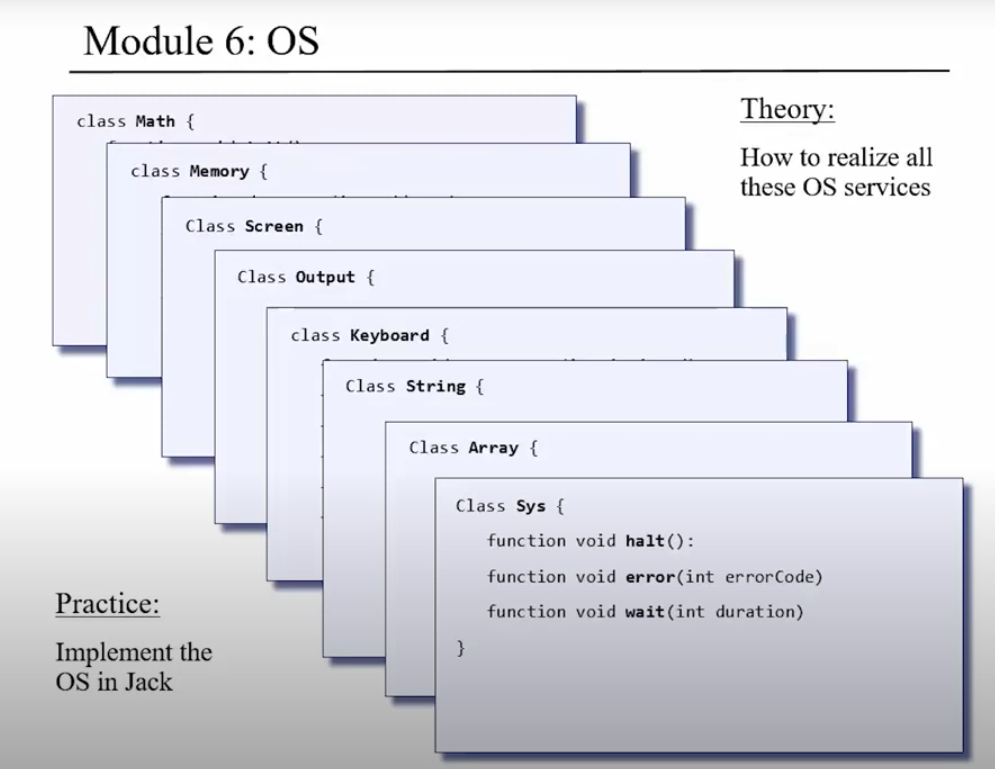 Module 6: OS
class Math {
class Memory {
Class Screen {
Class Output {
class Keyboard {
Class String {
Class Array {
Class Sys {
function void halt():
function void error(int errorCode)
function void wait(int duration)
}
Theory:
How to realize all
these OS services
Practice:
Implement the
OS in Jack